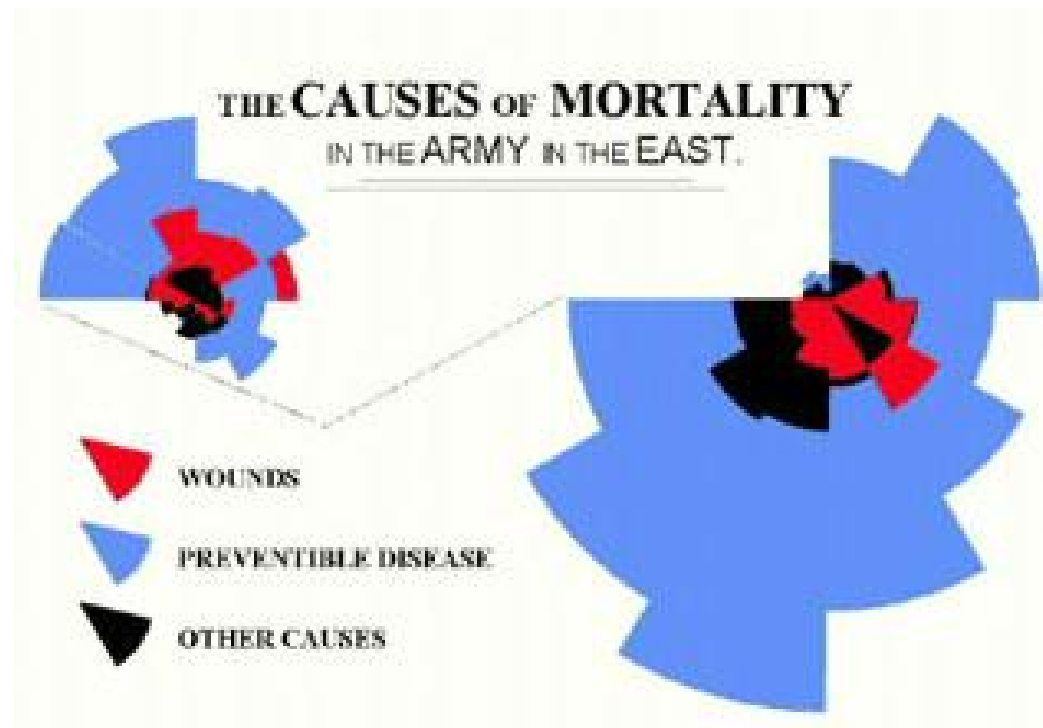 THE CAUSES OF MORTALITY
IN THE ARMY IN THE EAST.
WOUNDS
PREVENTIBLE DISEASE
OTHER CAUSES